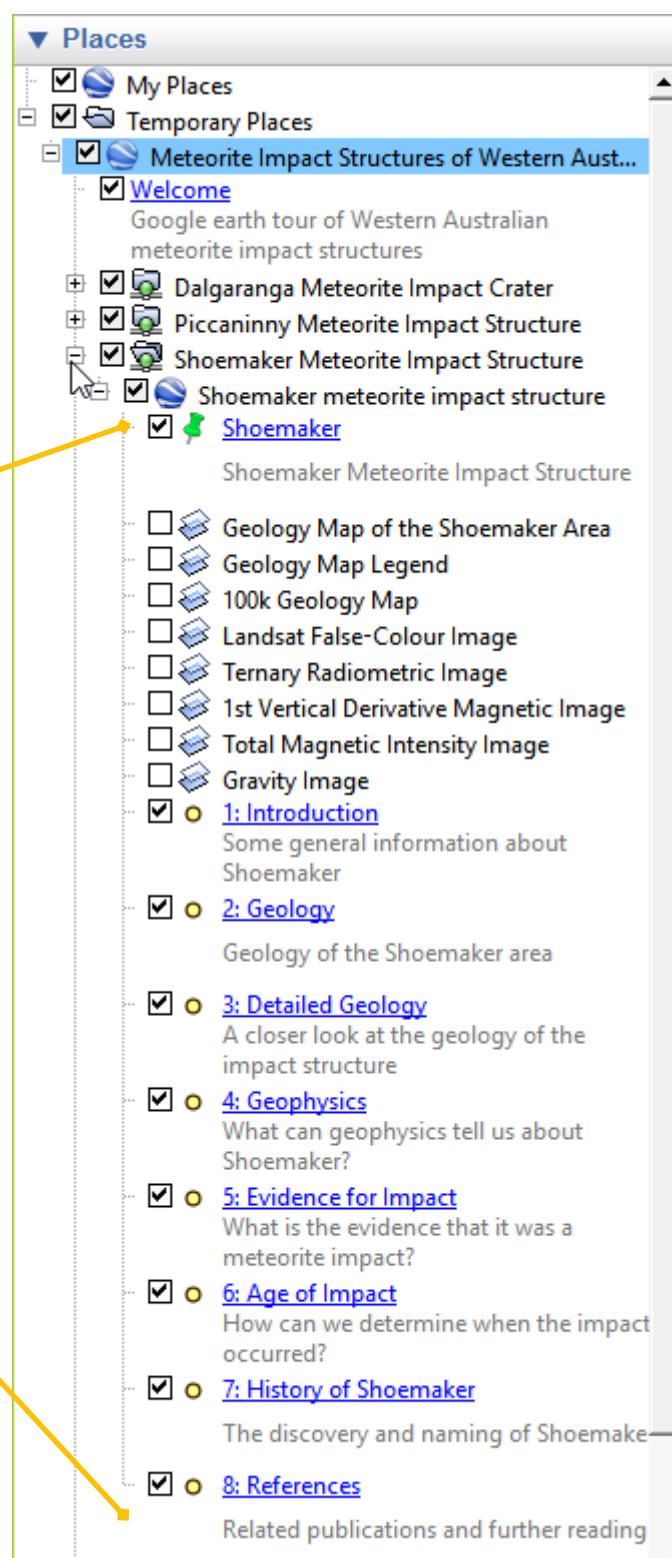 Places
My Places
Temporary Places
Meteorite Impact Structures of Western Aust...
Welcome
Google earth tour of Western Australian
meteorite impact structures
Dalgaranga Meteorite Impact Crater
Piccaninny Meteorite Impact Structure
Shoemaker Meteorite Impact Structure
Shoemaker meteorite impact structure
Shoemaker
Shoemaker Meteorite Impact Structure
Geology Map of the Shoemaker Area
Geology Map Legend
100k Geology Map
Landsat False-Colour Image
Ternary Radiometric Image
1st Vertical Derivative Magnetic Image
Total Magnetic Intensity Image
Gravity Image
1: Introduction
Some general information about
Shoemaker
2: Geology
Geology of the Shoemaker area
3: Detailed Geology
A closer look at the geology of the
impact structure
4: Geophysics
What can geophysics tell us about
Shoemaker?
5: Evidence for Impact
What is the evidence that it was a
meteorite impact?
6: Age of Impact
How can we determine when the impact
occurred?
7: History of Shoemaker
The discovery and naming of Shoemake
8: References
Related publications and further reading